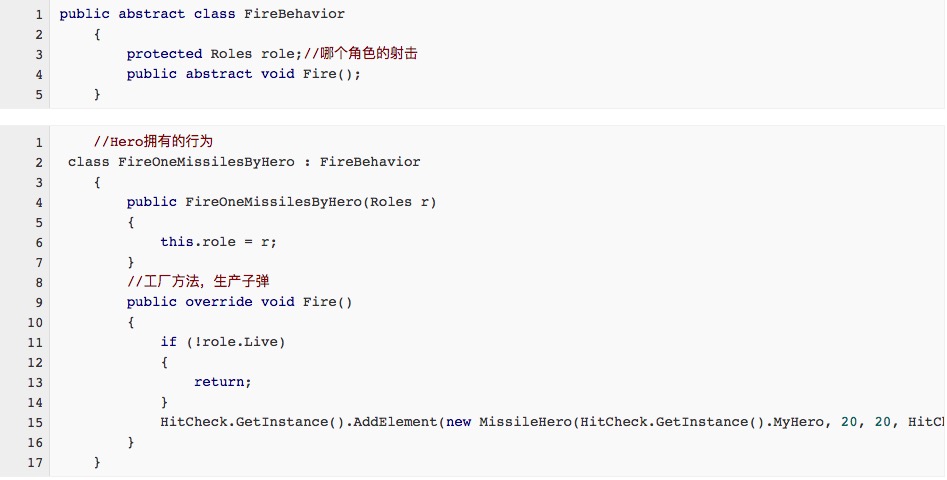 1 public abstract class FireBehavior
2 {
3 protected Roles role;//哪个角色的射击
4 public abstract void Fire();
5 }
1 //Hero拥有的行为
2 class FireOneMissilesByHero : FireBehavior
3 {
4 public FireOneMissilesByHero(Roles r)
5 {
6 this.role = r;
7 }
8 //工厂方法，生产子弹
9 public override void Fire()
10 {
11 if (!role.Live)
12 {
13 return;
14 }
15 HitCheck.GetInstance().AddElement(new MissileHero(HitCheck.GetInstance().MyHero, 20, 20,
16 }
17 }